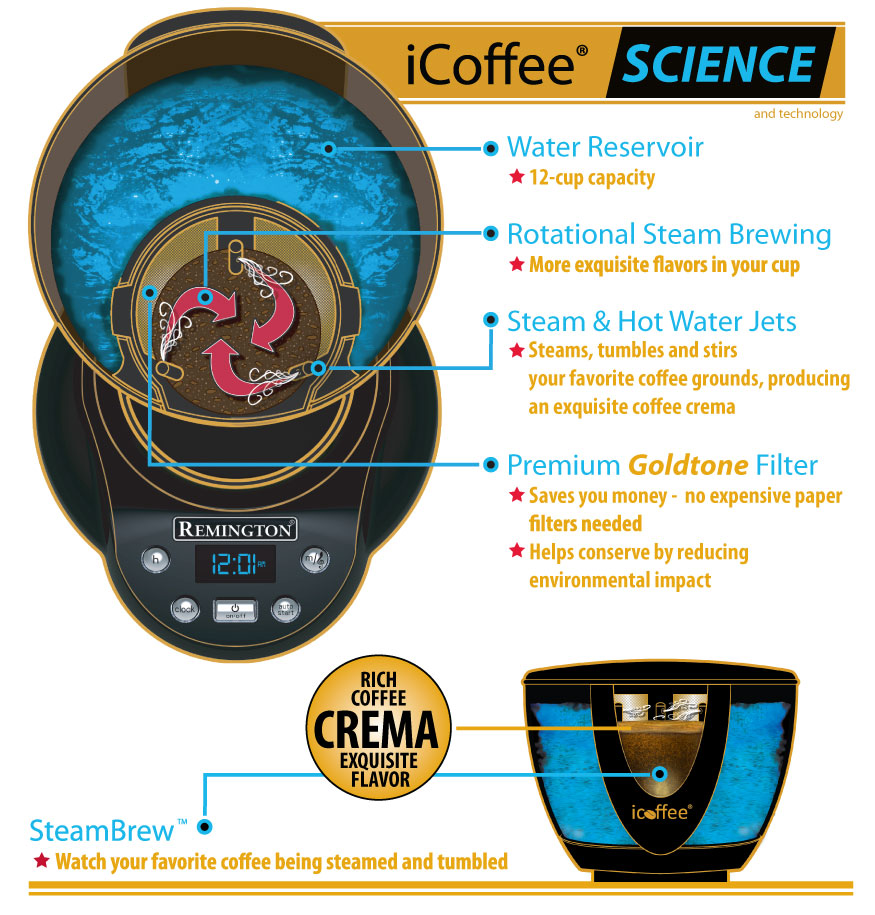 iCoffee® SCIENCE
and technology
Water Reservoir
12-cup capacity
Rotational Steam Brewing
More exquisite flavors in your cup
Steam & Hot Water Jets
Steams, tumbles and stirs
your favorite coffee grounds, producing
an exquisite coffee crema
Premium Goldtone Filter
Saves you money - no expensive paper
filters needed
Helps conserve by reducing
environmental impact
REMINGTON®
h
12:01 AM
clock
on/off
auto
start
RICH
COFFEE
CREMA
EXQUISITE
FLAVOR
icoffee®
SteamBrew™
Watch your favorite coffee being steamed and tumbled